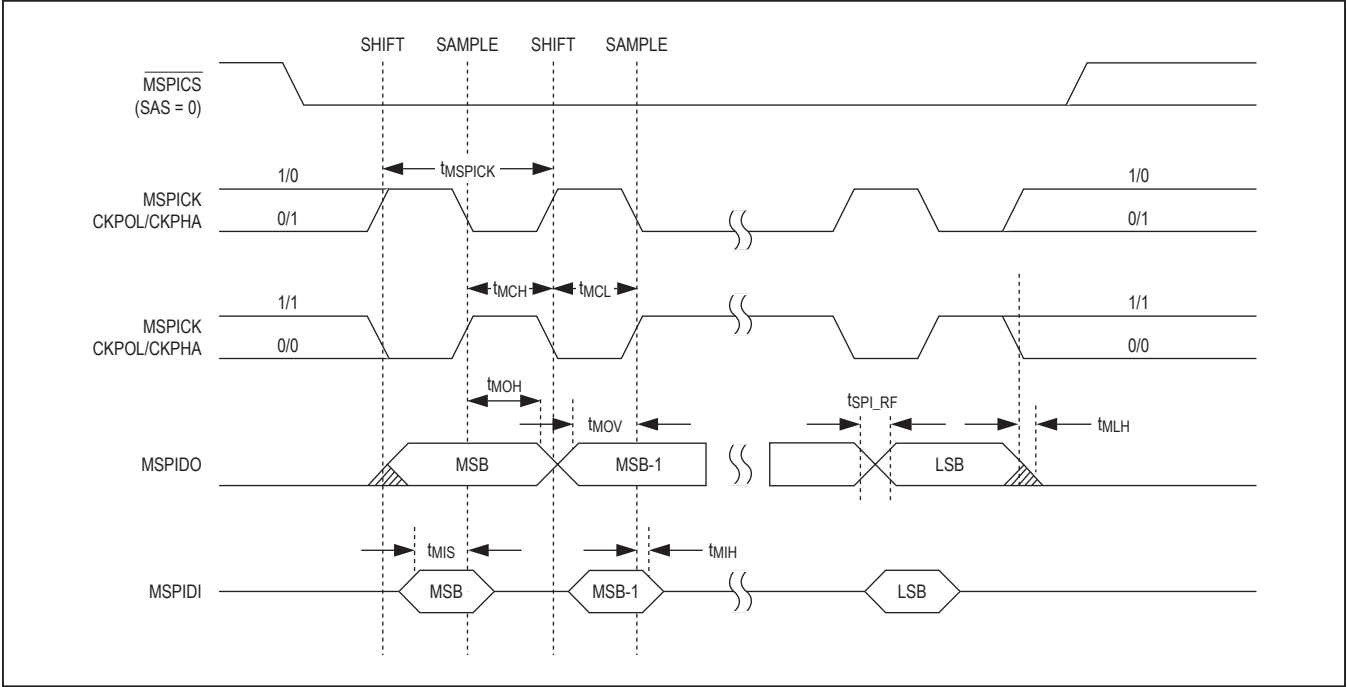 SHIFT SAMPLE SHIFT SAMPLE
MSPICS
(SAS = 0)
tMSPICK
1/0 1/0
MSPICK
CKPOL/CKPHA
0/1 0/1
tMCH tMCL
1/1 1/1
MSPICK
CKPOL/CKPHA
0/0 0/0
tMOH
tMOV
tSPI_RF
tMLH
MSPIDO MSB MSB-1 LSB
tMIS tMIH
MSPIDI MSB MSB-1 LSB